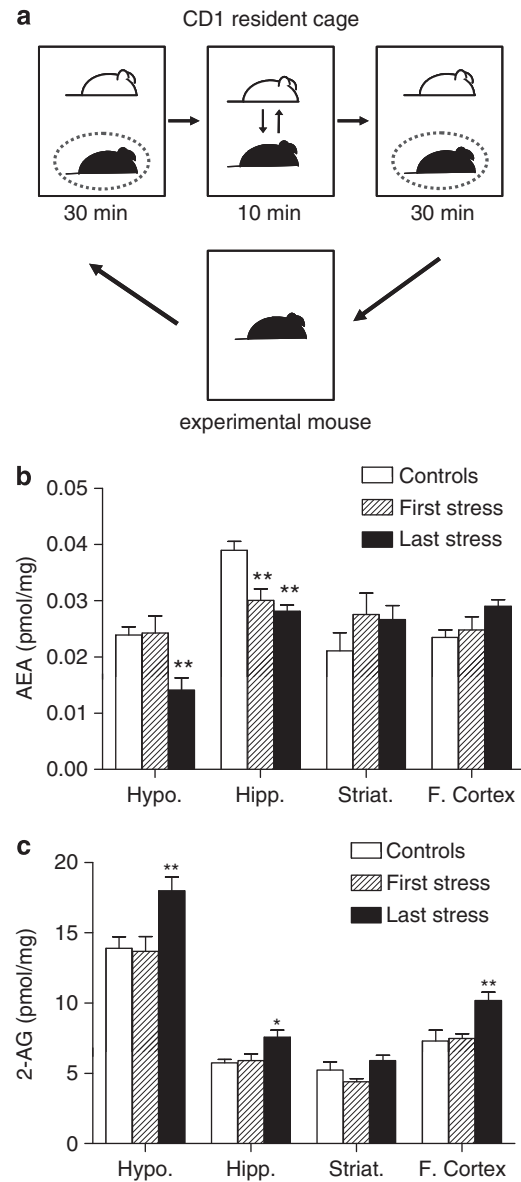 a
CD1 resident cage
30 min
10 min
30 min
experimental mouse
b
Controls
First stress
Last stress
AEA (pmol/mg)
0.05
0.04
0.03
0.02
0.01
0.00
**
**
**
Hypo.
Hipp.
Striat.
F. Cortex
c
Controls
First stress
Last stress
2-AG (pmol/mg)
20
15
10
5
0
**
*
**
Hypo.
Hipp.
Striat.
F. Cortex